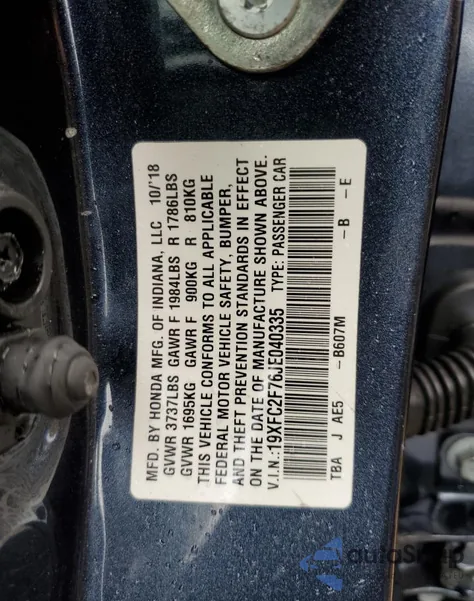 MFD. BY HONDA MFG. OF INDIANA, LLC 10/'18
GVWR 3737LBS GAWR F 1984LBS R 1786LBS
GVWR 1695KG GAWR F 900KG R 810KG
THIS VEHICLE CONFORMS TO ALL APPLICABLE
FEDERAL MOTOR VEHICLE SAFETY, BUMPER,
AND THEFT PREVENTION STANDARDS IN EFFECT
ON THE DATE OF MANUFACTURE SHOWN ABOVE.
V.I.N.:19XFC2F76JE040335 TYPE: PASSENGER CAR
TBA J AE5 -B607M -B -E
autoSkop